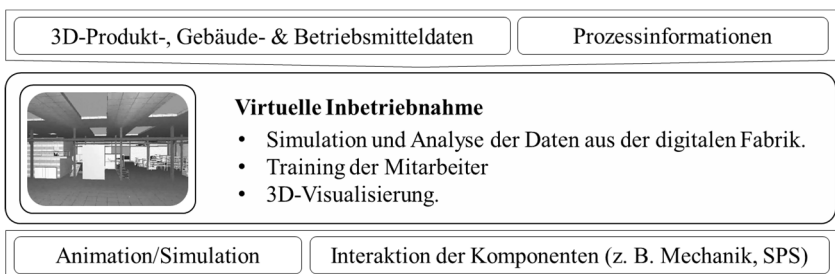 3D-Produkt-, Gebäude- & Betriebsmitteldaten
Prozessinformationen
Virtuelle Inbetriebnahme
• Simulation und Analyse der Daten aus der digitalen Fabrik.
• Training der Mitarbeiter
• 3D-Visualisierung.
Animation/Simulation
Interaktion der Komponenten (z. B. Mechanik, SPS)